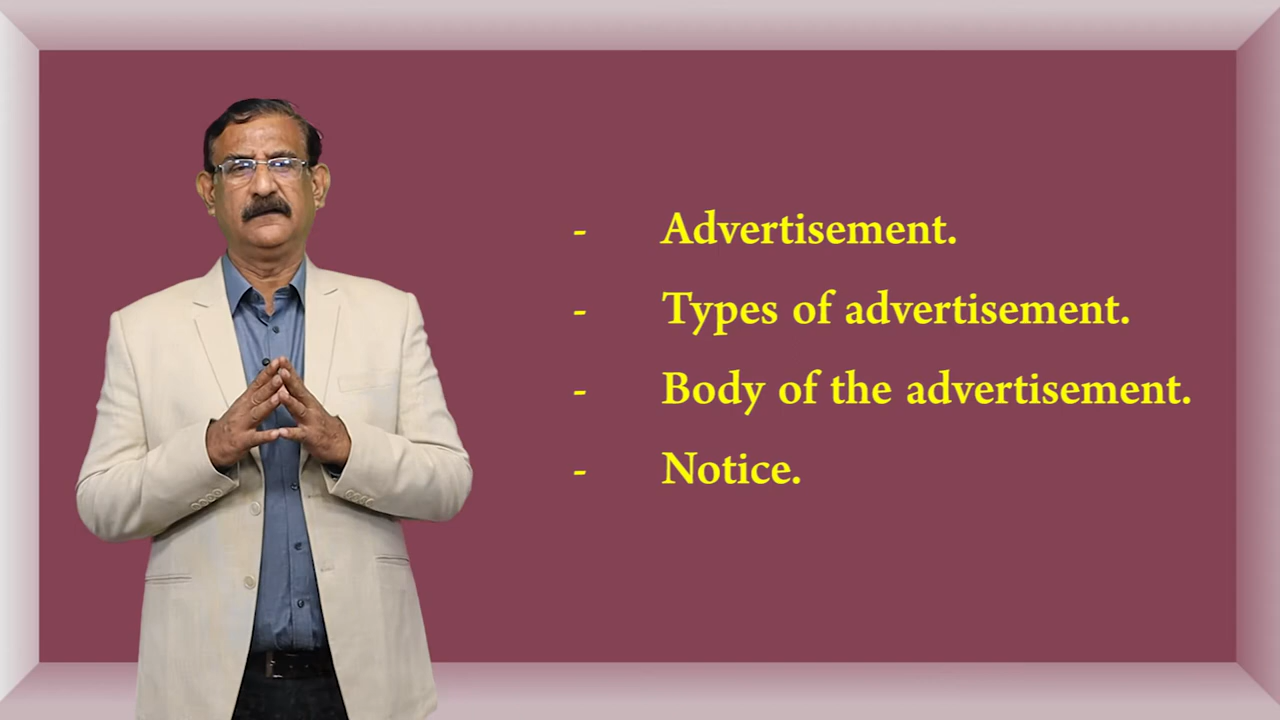 - Advertisement.
- Types of advertisement.
- Body of the advertisement.
- Notice.